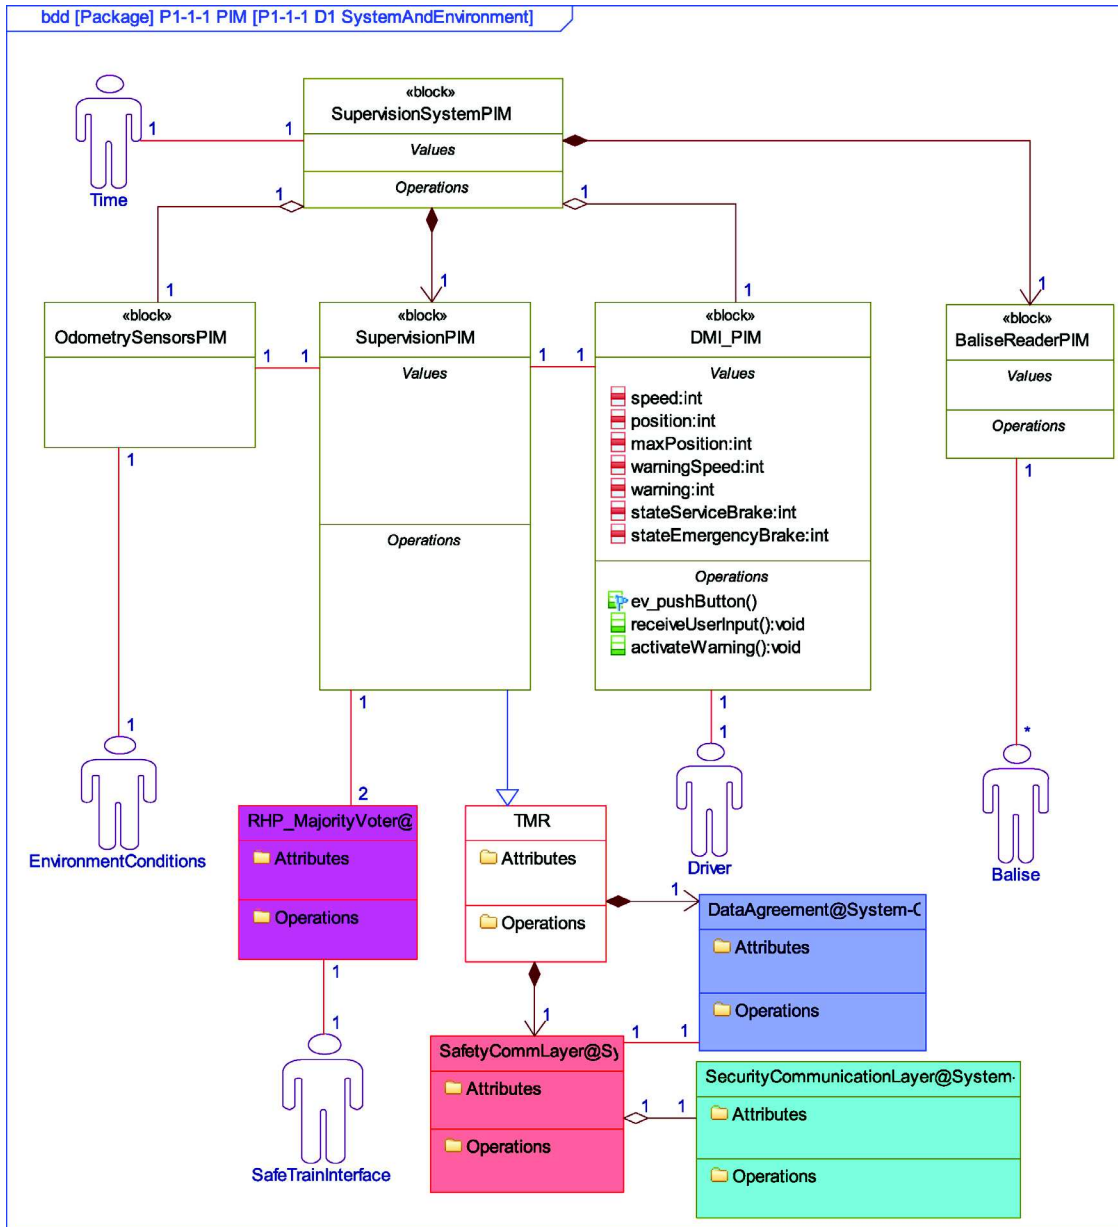 bdd [Package] P1-1-1 PIM [P1-1-1 D1 SystemAndEnvironment]
«block»
SupervisionSystemPIM
Values
Operations
1
1
Time
1
1
1
1
1
1
«block»
OdometrySensorsPIM
«block»
SupervisionPIM
Values
Operations
«block»
DMI_PIM
Values
speed:int
position:int
maxPosition:int
warningSpeed:int
warning:int
stateServiceBrake:int
stateEmergencyBrake:int
Operations
ev_pushButton()
receiveUserInput():void
activateWarning():void
«block»
BaliseReaderPIM
Values
Operations
1
1
1
1
1
1
1
1
1
1
*
2
EnvironmentConditions
RHP_MajorityVoter@
Attributes
Operations
TMR
Attributes
Operations
Driver
Balise
1
DataAgreement@System-C
Attributes
Operations
1
1
SafeTrainInterface
1
SafetyCommLayer@Sy
Attributes
Operations
1
1
1
1
SecurityCommunicationLayer@System-
Attributes
Operations